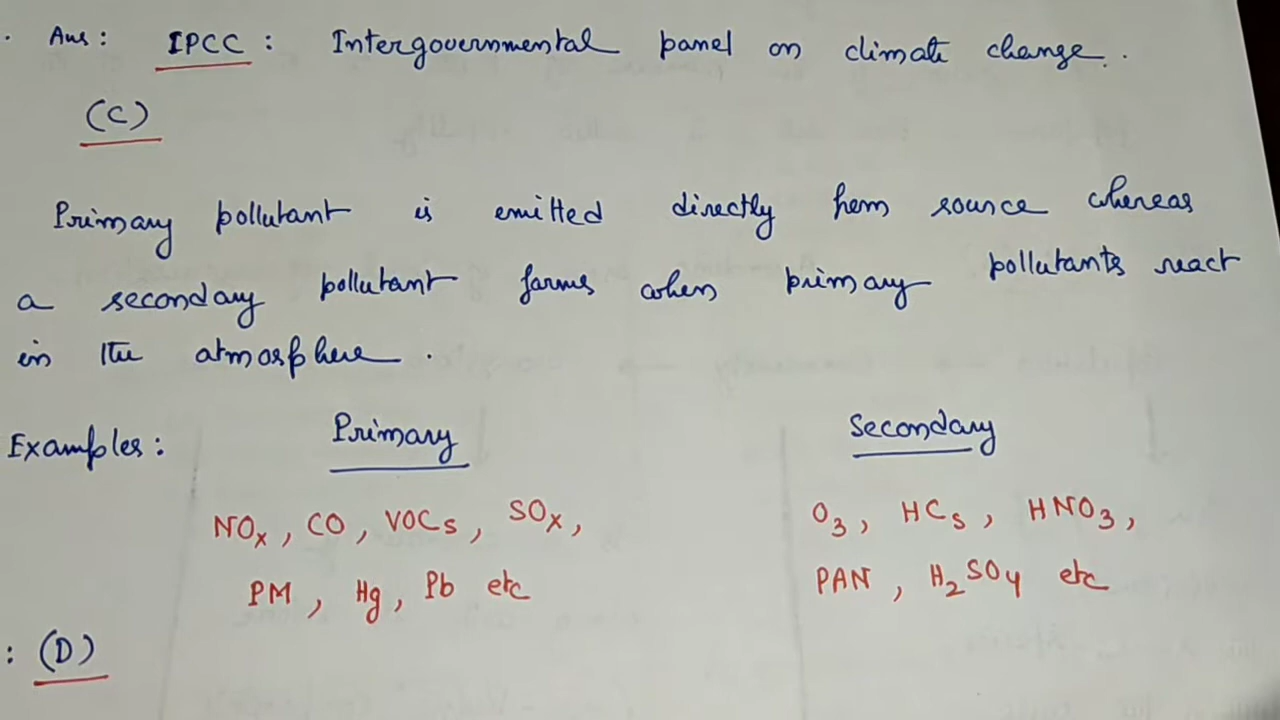 . Ans: IPCC: Intergovernmental panel on climate change.
(C)
Primary pollutant is emitted directly from source whereas
a secondary pollutant forms when primary pollutants react
in the atmosphere.
Examples: Primary Secondary
NOx, CO, VOCs, SOx, O3, HCs, HNO3,
PM, Hg, Pb etc PAN, H2SO4 etc
: (D)